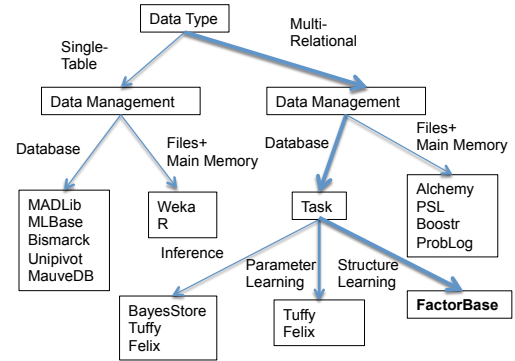 Data Type
Single-
Table
Multi-
Relational
Data Management
Data Management
Database
Files+
Main Memory
Database
Files+
Main Memory
MADLib
MLBase
Bismarck
Unipivot
MauveDB
Weka
R
Task
Alchemy
PSL
Boostr
ProbLog
Inference
Parameter
Learning
Structure
Learning
BayesStore
Tuffy
Felix
Tuffy
Felix
FactorBase